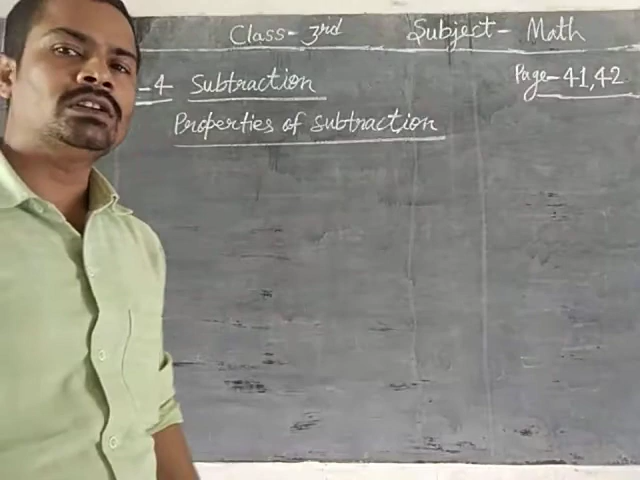 Class- 3rd Subject- Math
-4 Subtraction Page- 41,42
Properties of subtraction